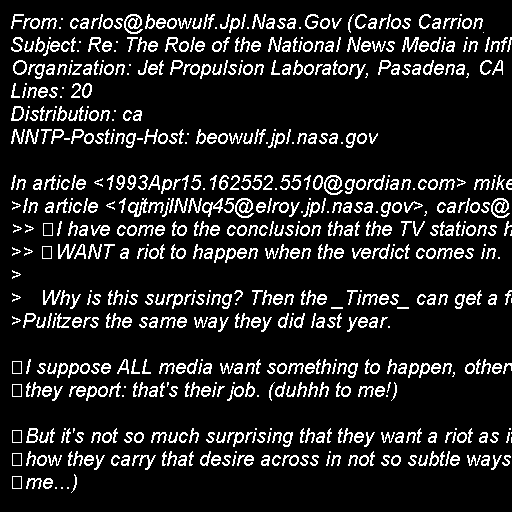 From: carlos@beowulf.Jpl.Nasa.Gov (Carlos Carrion
Subject: Re: The Role of the National News Media in Infl
Organization: Jet Propulsion Laboratory, Pasadena, CA
Lines: 20
Distribution: ca
NNTP-Posting-Host: beowulf.jpl.nasa.gov

In article <1993Apr15.162552.5510@gordian.com> mike
>In article <1qjtmjINNq45@elroy.jpl.nasa.gov>, carlos@
>> I have come to the conclusion that the TV stations h
>> WANT a riot to happen when the verdict comes in.
>
> Why is this surprising? Then the _Times_ can get a f
>Pulitzers the same way they did last year.

I suppose ALL media want something to happen, other
they report: that's their job. (duhhh to me!)

But it's not so much surprising that they want a riot as i
how they carry that desire across in not so subtle ways
me...)